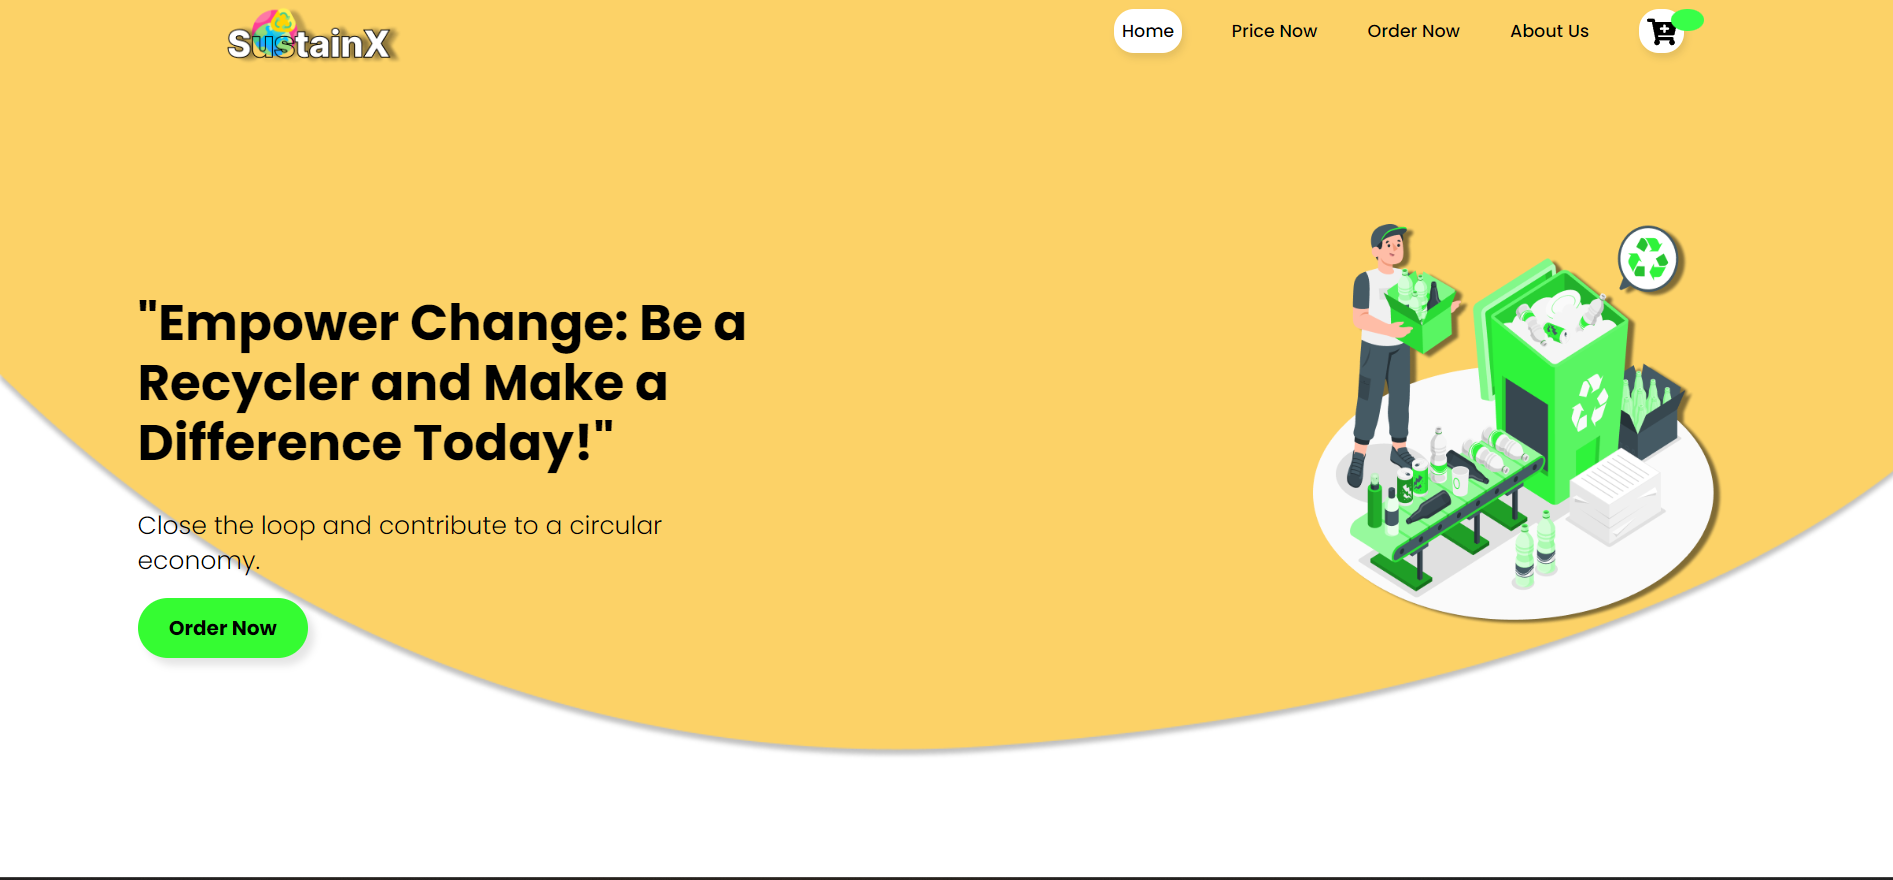 SustainX
Home
Price Now
Order Now
About Us
"Empower Change: Be a
Recycler and Make a
Difference Today!"
Close the loop and contribute to a circular
economy.
Order Now